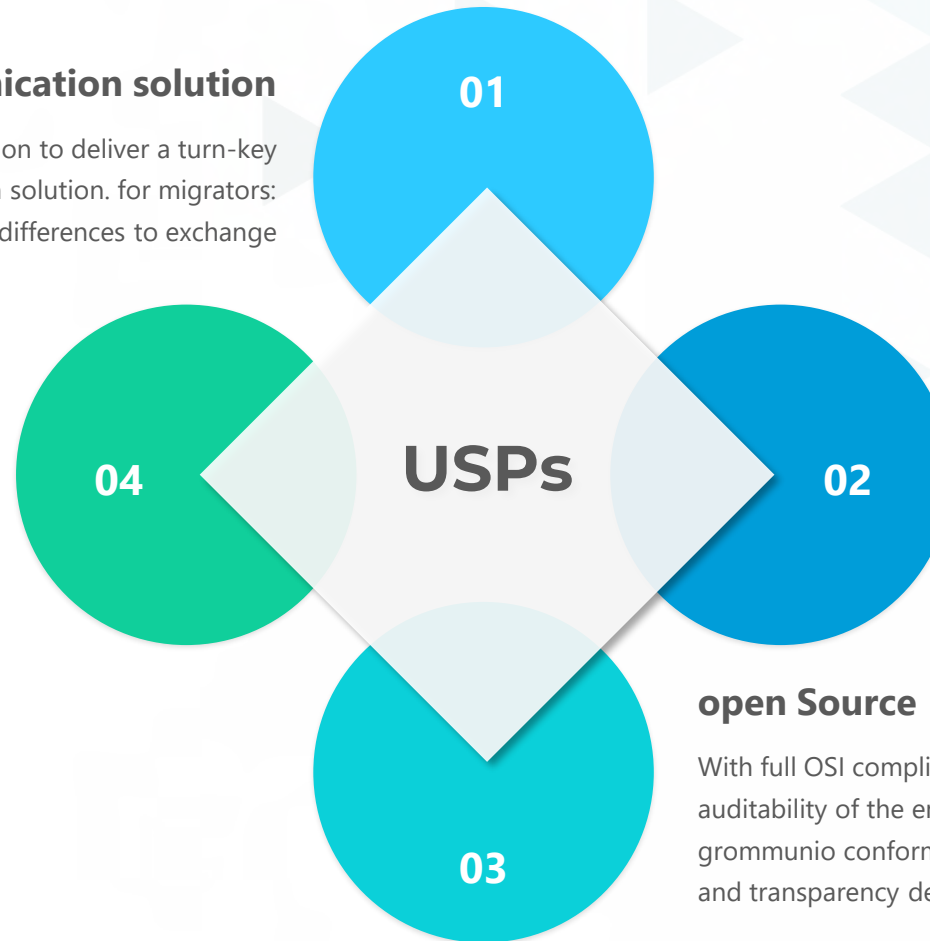 ication solution
on to deliver a turn-key
solution. for migrators:
differences to exchange
01
04
USPs
02
03
open Source
With full OSI compli
auditability of the e
grommunio conform
and transparency de